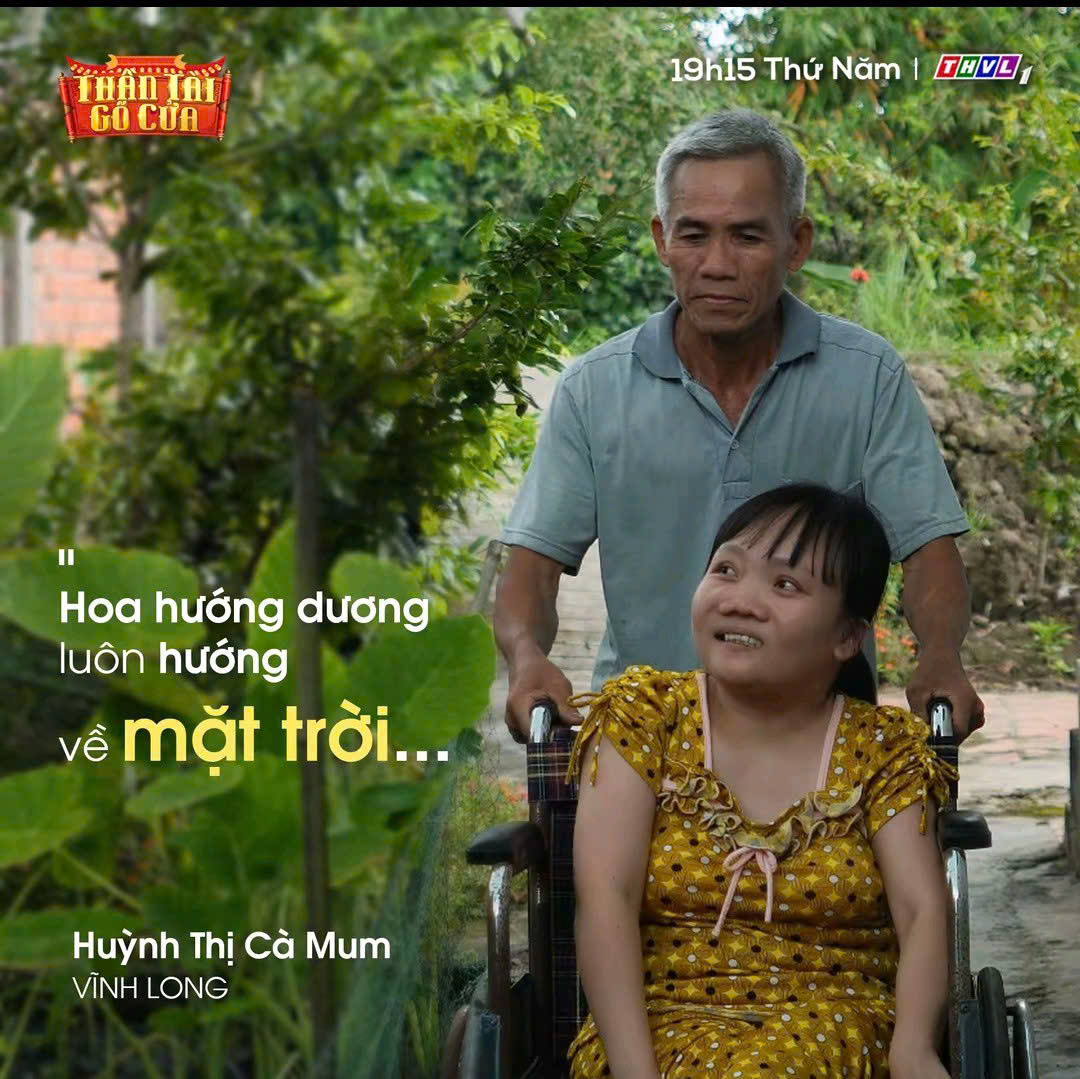 THẦN TÀI
GÕ CỬA
19h15 Thứ Năm | THVL1
"
Hoa hướng dương
luôn hướng
về mặt trời...
Huỳnh Thị Cà Mum
VĨNH LONG